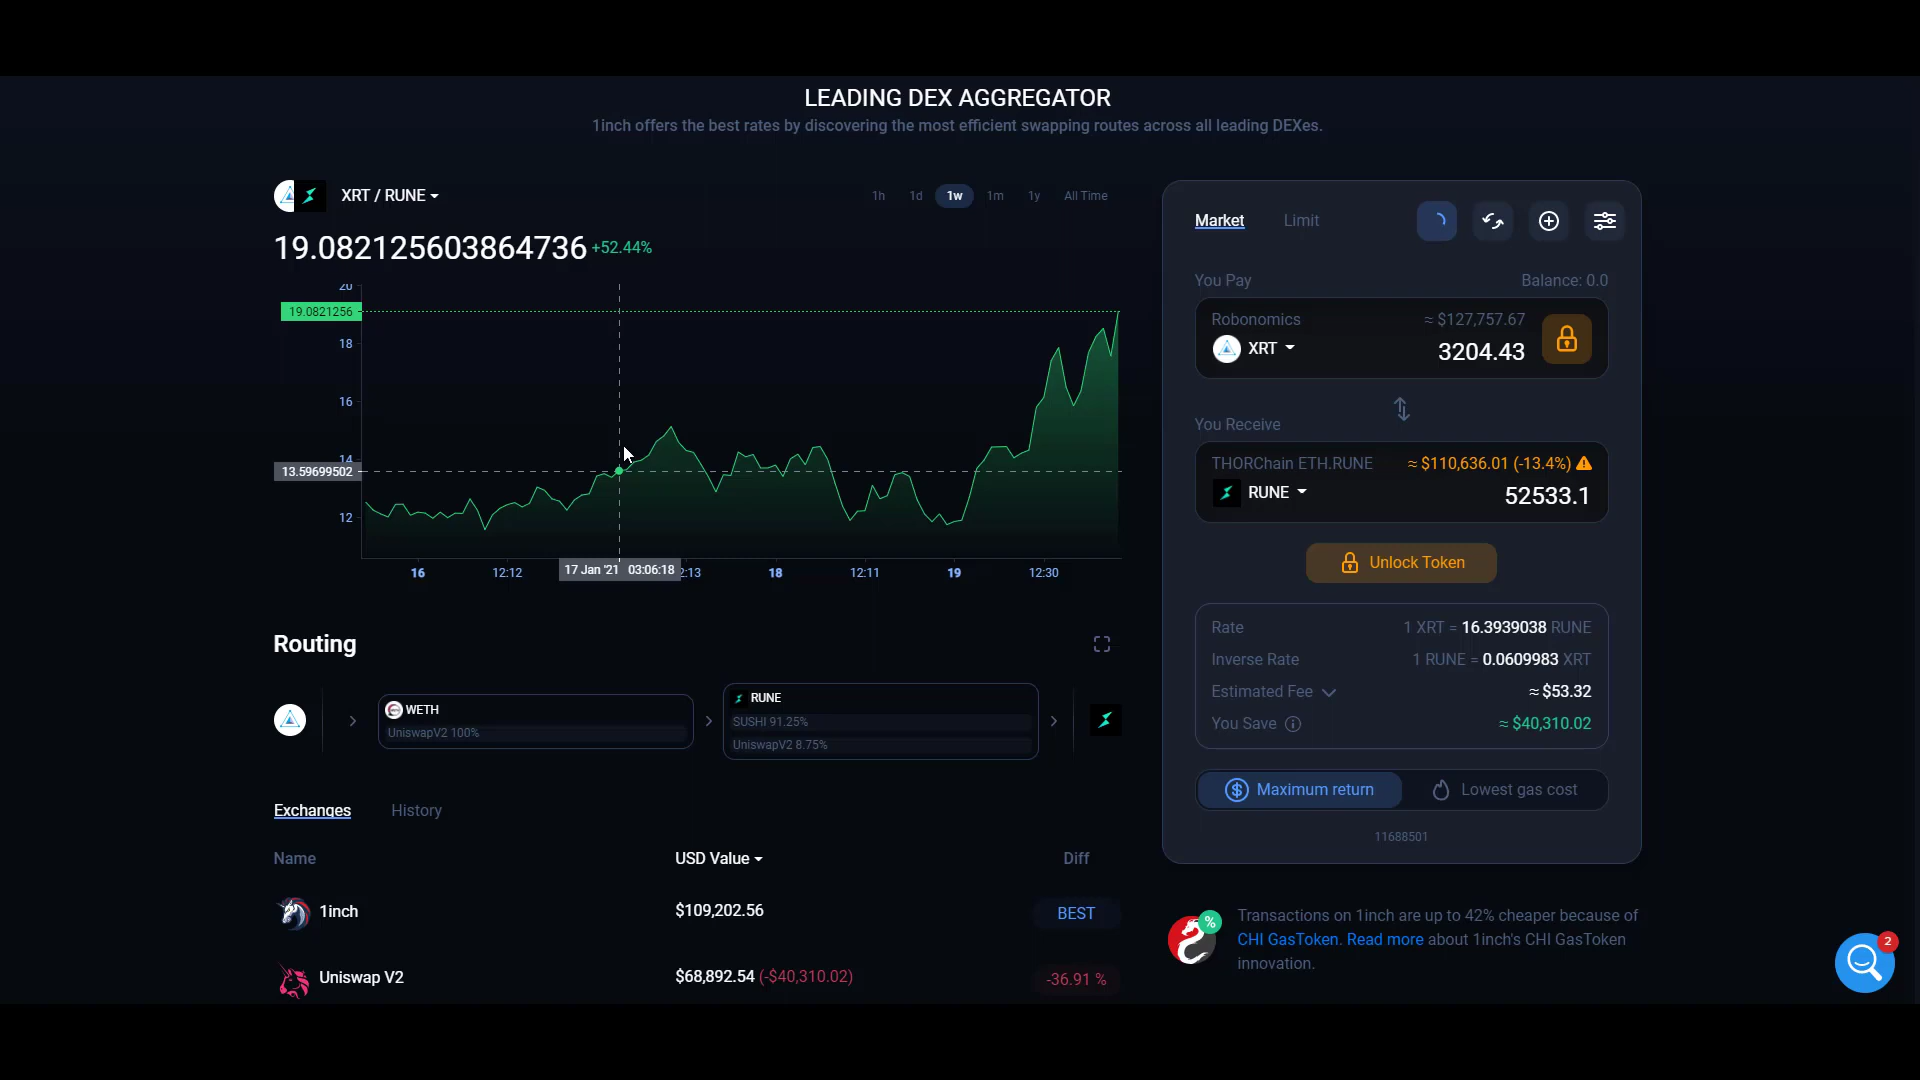 LEADING DEX AGGREGATOR
1inch offers the best rates by discovering the most efficient swapping routes across all leading DEXes.
XRT / RUNE
1h 1d 1w 1m 1y All Time
19.082125603864736 +52.44%
20
19.0821256
18
16
14
13.59699502
12
16 12:12 17 Jan '21 03:06:18 2:13 18 12:11 19 12:30
Routing
WETH
UniswapV2 100%
RUNE
SUSHI 91.25%
UniswapV2 8.75%
Exchanges History
Name USD Value Diff
1inch $109,202.56 BEST
Uniswap V2 $68,892.54 (-$40,310.02) -36.91 %
Market Limit
You Pay Balance: 0.0
Robonomics ≈ $127,757.67
XRT 3204.43
You Receive
THORChain ETH.RUNE ≈ $110,636.01 (-13.4%)
RUNE 52533.1
Unlock Token
Rate 1 XRT = 16.3939038 RUNE
Inverse Rate 1 RUNE = 0.0609983 XRT
Estimated Fee ≈ $53.32
You Save ≈ $40,310.02
Maximum return Lowest gas cost
11688501
%
Transactions on 1inch are up to 42% cheaper because of
CHI GasToken. Read more about 1inch's CHI GasToken
innovation.
2